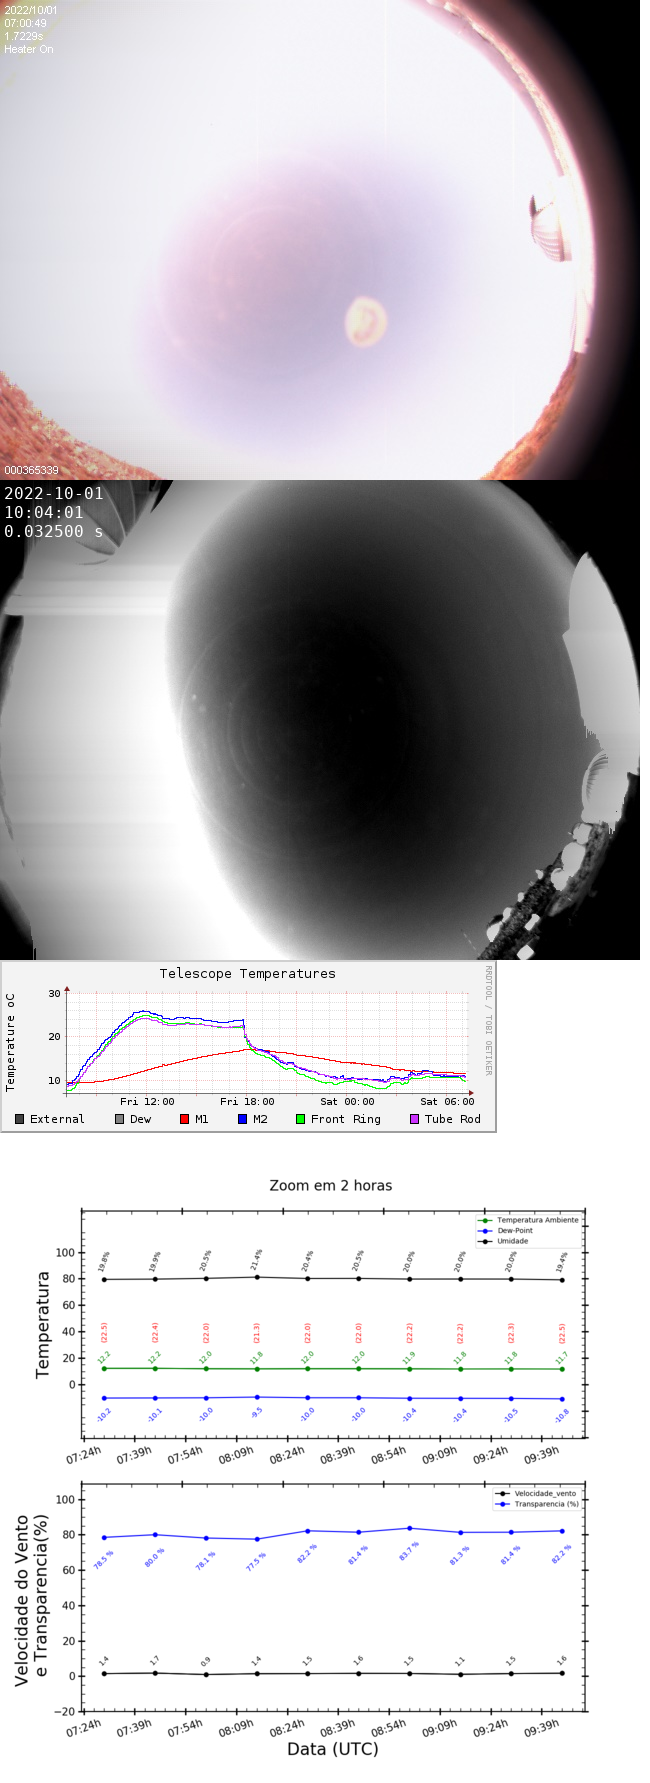 2022/10/01
07:00:49
1.7229s
Heater On
000365339
2022-10-01
10:04:01
0.032500 s
Telescope Temperatures
RRDTOOL / TOBI OETIKER
Temperature oC
30
20
10
Fri 12:00 Fri 18:00 Sat 00:00 Sat 06:00
External Dew M1 M2 Front Ring Tube Rod
Zoom em 2 horas
Temperatura Ambiente
Dew-Point
Umidade
Temperatura
100
80
60
40
20
0
19.8% 19.9% 20.5% 21.4% 20.4% 20.5% 20.0% 20.0% 20.0% 19.4%
(22.5) (22.4) (22.0) (21.3) (22.0) (22.0) (22.2) (22.2) (22.3) (22.5)
12.2 12.2 12.0 11.8 12.0 12.0 11.9 11.8 11.8 11.7
-10.2 -10.1 -10.0 -9.5 -10.0 -10.0 -10.4 -10.4 -10.5 -10.8
07:24h 07:39h 07:54h 08:09h 08:24h 08:39h 08:54h 09:09h 09:24h 09:39h
Velocidade_vento
Transparencia (%)
Velocidade do Vento
e Transparencia(%)
100
80
60
40
20
0
−20
78.5 % 80.0 % 78.1 % 77.5 % 82.2 % 81.4 % 83.7 % 81.3 % 81.4 % 82.2 %
1.4 1.7 0.9 1.4 1.5 1.6 1.5 1.1 1.5 1.6
07:24h 07:39h 07:54h 08:09h 08:24h 08:39h 08:54h 09:09h 09:24h 09:39h
Data (UTC)